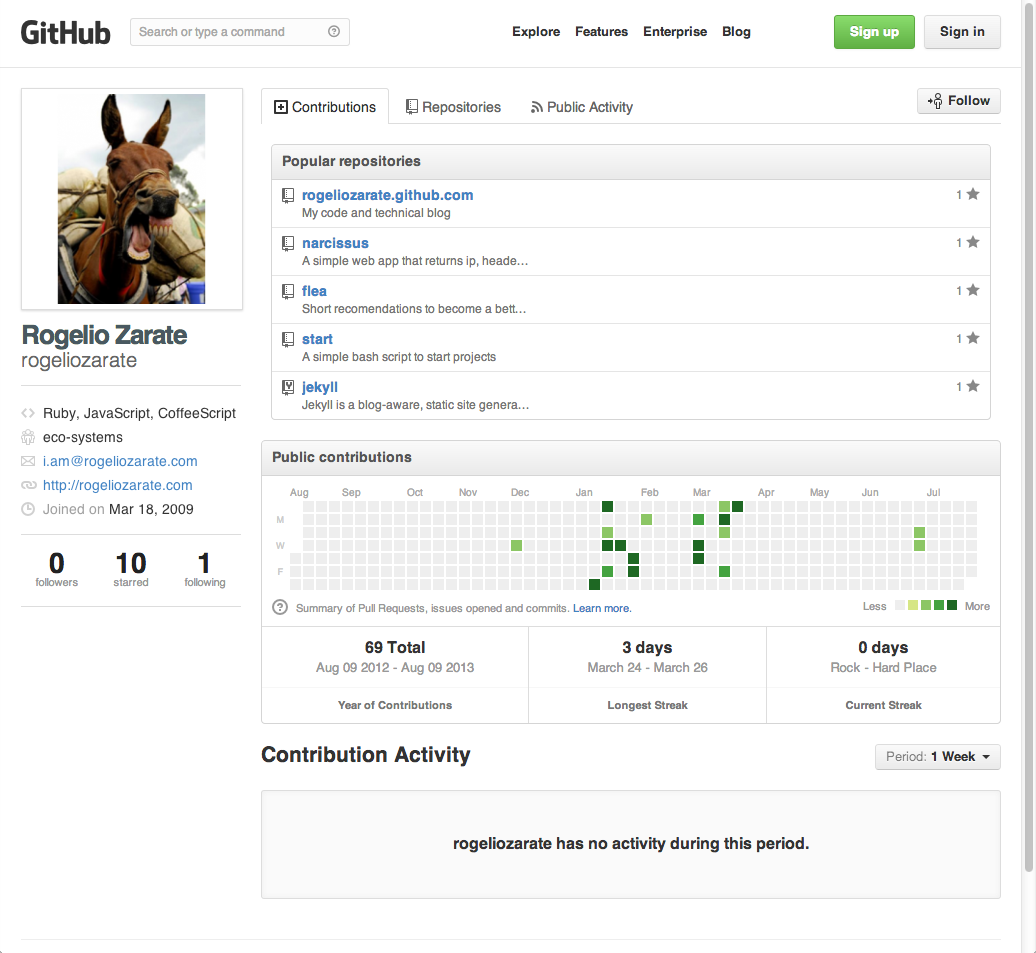 GitHub
Search or type a command
Explore Features Enterprise Blog
Sign up Sign in
Contributions Repositories Public Activity
Follow
Rogelio Zarate
rogeliozarate
Ruby, JavaScript, CoffeeScript
eco-systems
i.am@rogeliozarate.com
http://rogeliozarate.com
Joined on Mar 18, 2009
0 10 1
followers starred following
Popular repositories
rogeliozarate.github.com 1
My code and technical blog
narcissus 1
A simple web app that returns ip, heade…
flea 1
Short recomendations to become a bett…
start 1
A simple bash script to start projects
jekyll 1
Jekyll is a blog-aware, static site genera…
Public contributions
Aug Sep Oct Nov Dec Jan Feb Mar Apr May Jun Jul
M
W
F
? Summary of Pull Requests, issues opened and commits. Learn more. Less More
69 Total 3 days 0 days
Aug 09 2012 - Aug 09 2013 March 24 - March 26 Rock - Hard Place
Year of Contributions Longest Streak Current Streak
Contribution Activity
Period: 1 Week
rogeliozarate has no activity during this period.